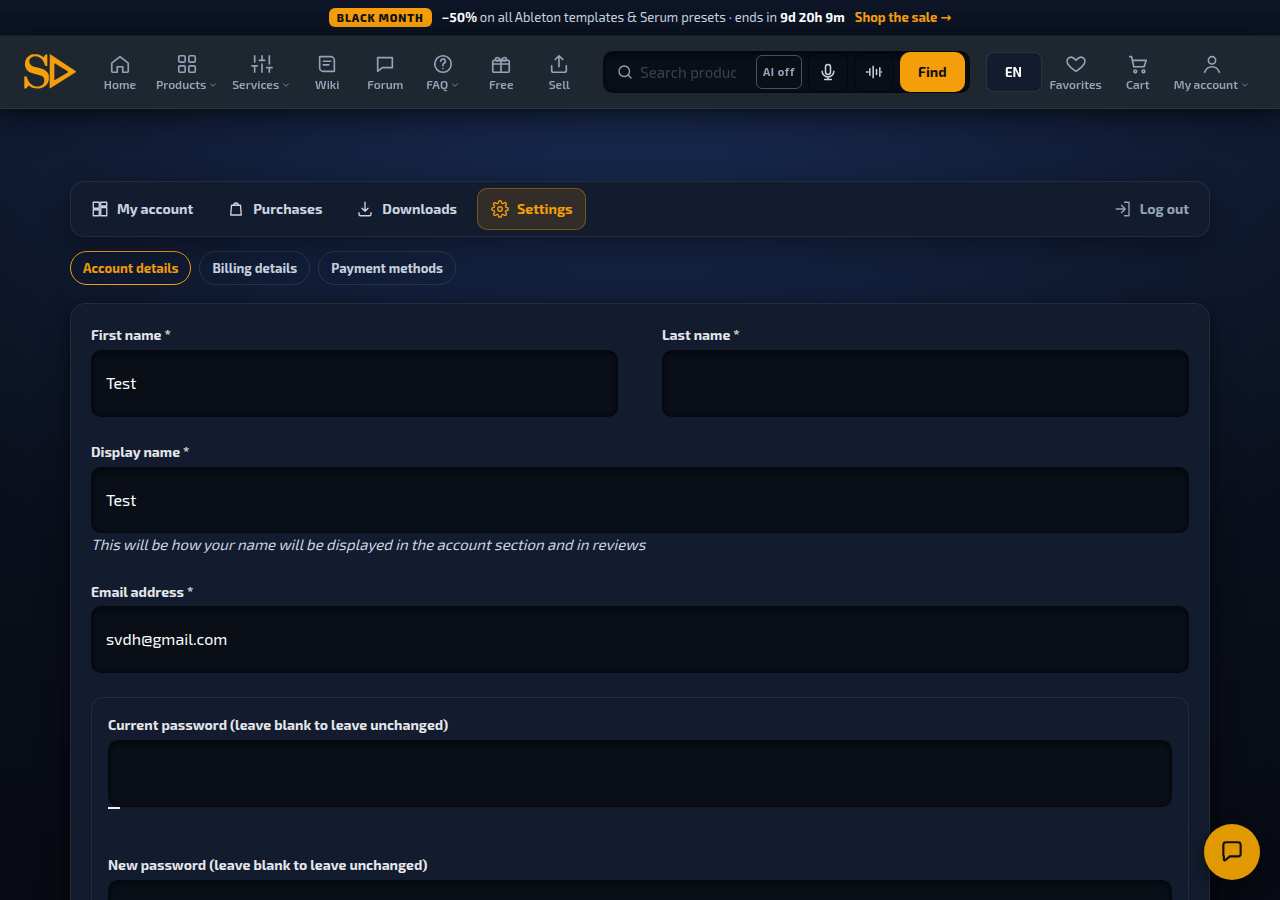 BLACK MONTH −50% on all Ableton templates & Serum presets · ends in 9d 20h 9m Shop the sale →
Home Products Services Wiki Forum FAQ Free Sell Search produc AI off Find EN Favorites Cart My account
My account Purchases Downloads Settings Log out
Account details Billing details Payment methods
First name * Last name *
Test
Display name *
Test
This will be how your name will be displayed in the account section and in reviews
Email address *
svdh@gmail.com
Current password (leave blank to leave unchanged)
New password (leave blank to leave unchanged)